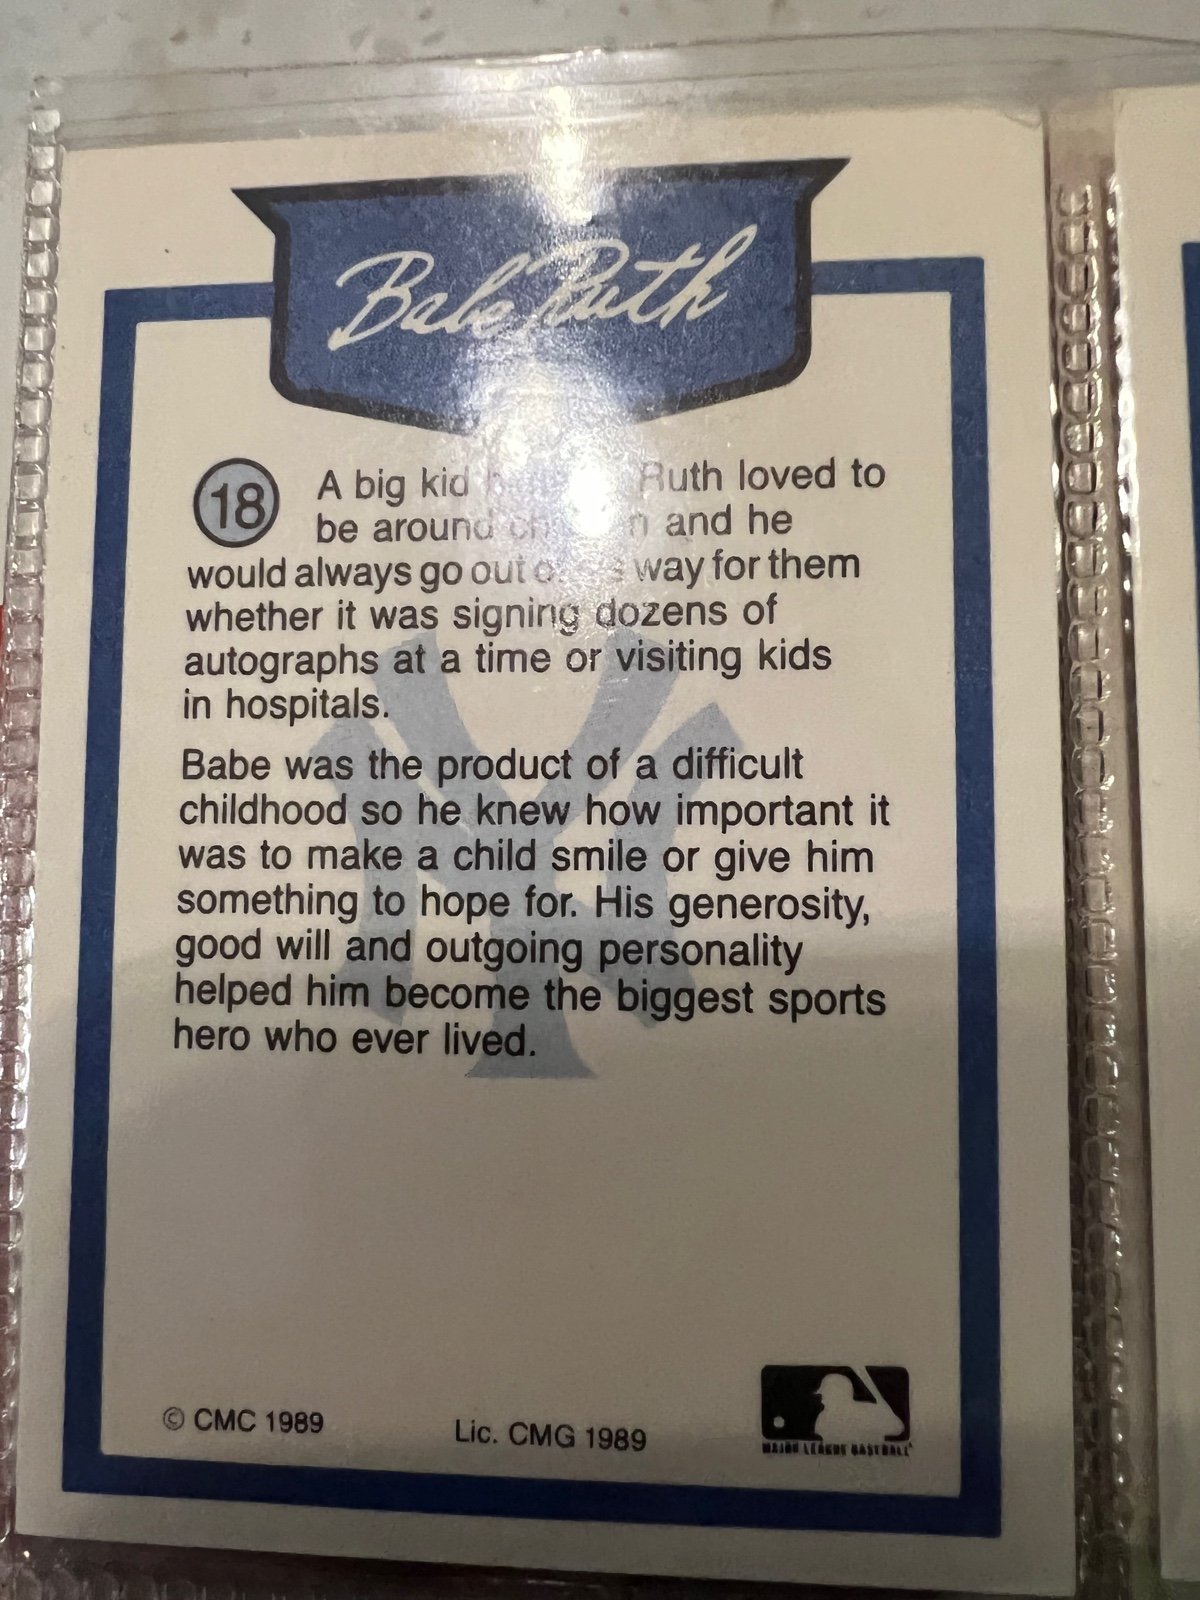 Babe Ruth
18
A big kid Ruth loved to
be around and he
would always go out way for them
whether it was signing dozens of
autographs at a time or visiting kids
in hospitals.
Babe was the product of a difficult
childhood so he knew how important it
was to make a child smile or give him
something to hope for. His generosity,
good will and outgoing personality
helped him become the biggest sports
hero who ever lived.
© CMC 1989
Lic. CMG 1989
MAJOR LEAGUE BASEBALL